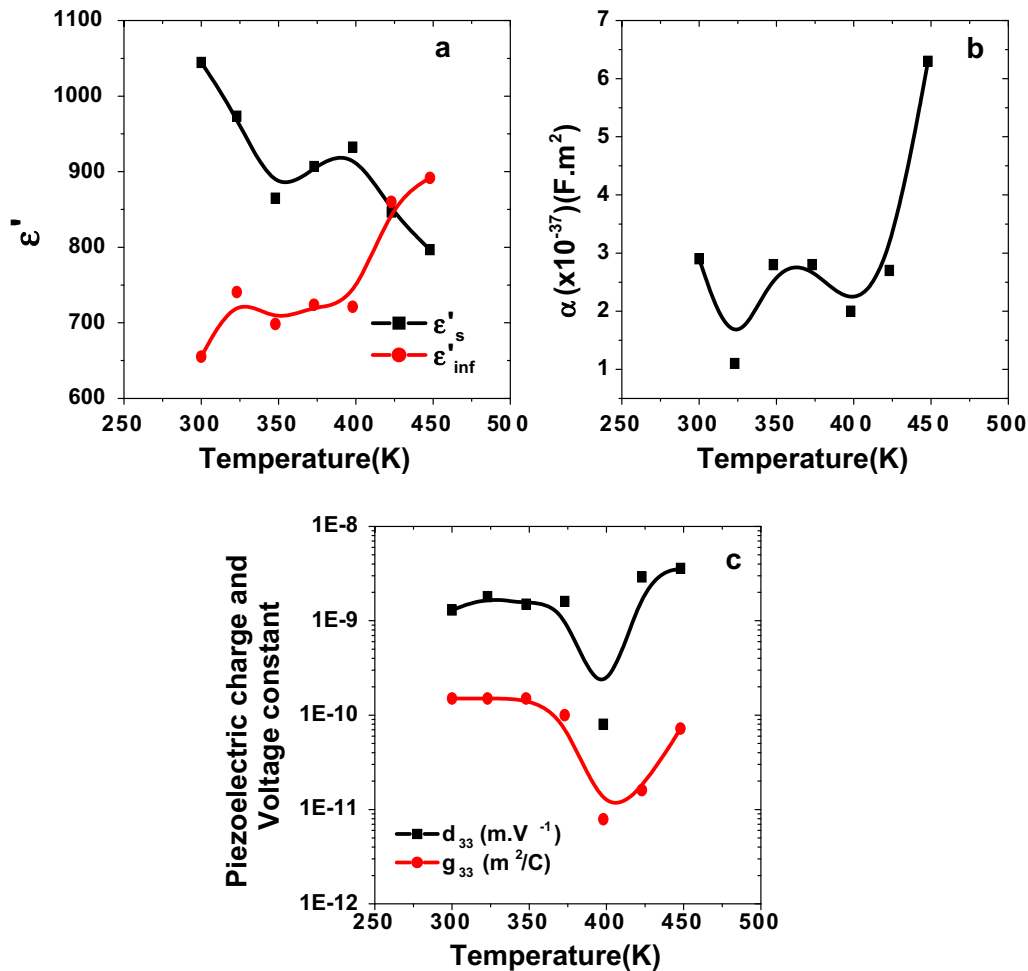 a
1100
1000
900
800
700
600
ε'
ε's
ε'inf
250 300 350 400 450 500
Temperature(K)
b
7
6
5
4
3
2
1
α (x10⁻³⁷)(F.m²)
250 300 350 400 450 500
Temperature(K)
c
1E-8
1E-9
1E-10
1E-11
1E-12
Piezoelectric charge and
Voltage constant
d₃₃ (m.V ⁻¹)
g₃₃ (m²/C)
250 300 350 400 450 500
Temperature(K)